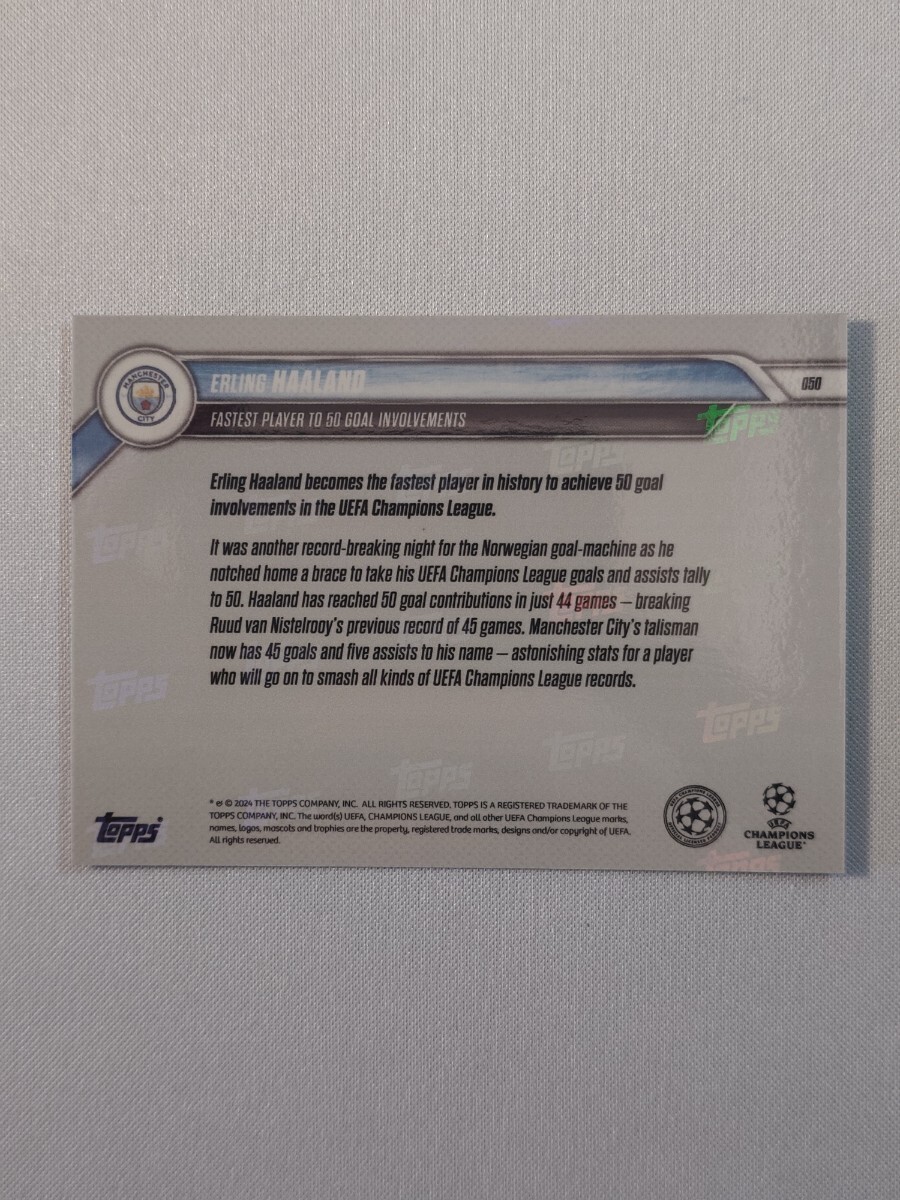 MANCHESTER
CITY
ERLING HAALAND
050
FASTEST PLAYER TO 50 GOAL INVOLVEMENTS
Topps
Topps
Erling Haaland becomes the fastest player in history to achieve 50 goal
involvements in the UEFA Champions League.
Topps
It was another record-breaking night for the Norwegian goal-machine as he
notched home a brace to take his UEFA Champions League goals and assists tally
to 50. Haaland has reached 50 goal contributions in just 44 games – breaking
Ruud van Nistelrooy's previous record of 45 games. Manchester City's talisman
now has 45 goals and five assists to his name – astonishing stats for a player
who will go on to smash all kinds of UEFA Champions League records.
Topps
Topps
Topps
Topps
* & © 2024 THE TOPPS COMPANY, INC. ALL RIGHTS RESERVED. TOPPS IS A REGISTERED TRADEMARK OF THE
TOPPS COMPANY, INC. The word(s) UEFA, CHAMPIONS LEAGUE, and all other UEFA Champions League marks,
names, logos, mascots and trophies are the property, registered trade marks, designs and/or copyright of UEFA.
All rights reserved.
Topps
UEFA
CHAMPIONS
LEAGUE